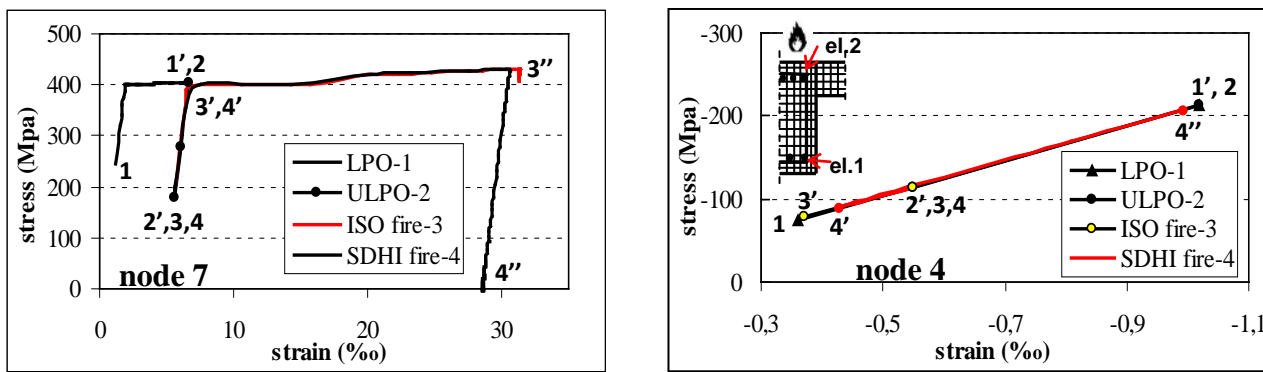 stress (Mpa)
500
400
300
200
100
0
1
1’,2
3’,4’
2’,3,4
3’’
4’’
LPO-1
ULPO-2
ISO fire-3
SDHI fire-4
node 7
0
10
20
30
strain (‰)
stress (MPa)
-300
-200
-100
0
el,2
el.1
1’, 2
4’’
2’,3,4
3’
1
4’
LPO-1
ULPO-2
ISO fire-3
SDHI fire-4
node 4
-0,3
-0,5
-0,7
-0,9
-1,1
strain (‰)